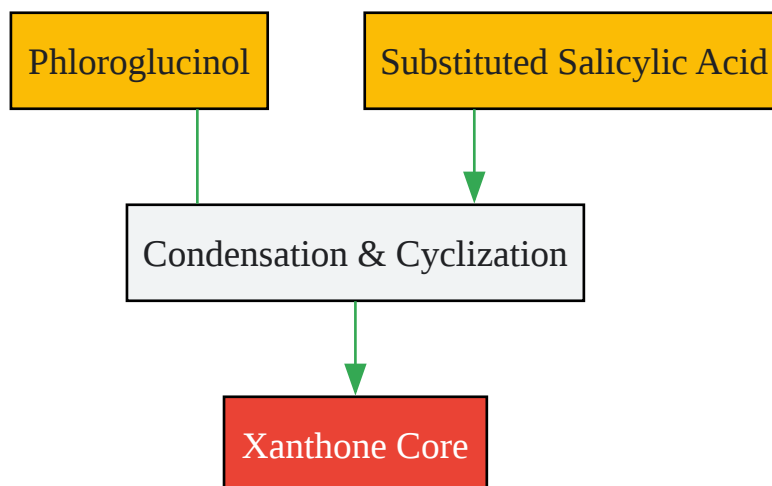 Phloroglucinol
Substituted Salicylic Acid
Condensation & Cyclization
Xanthone Core